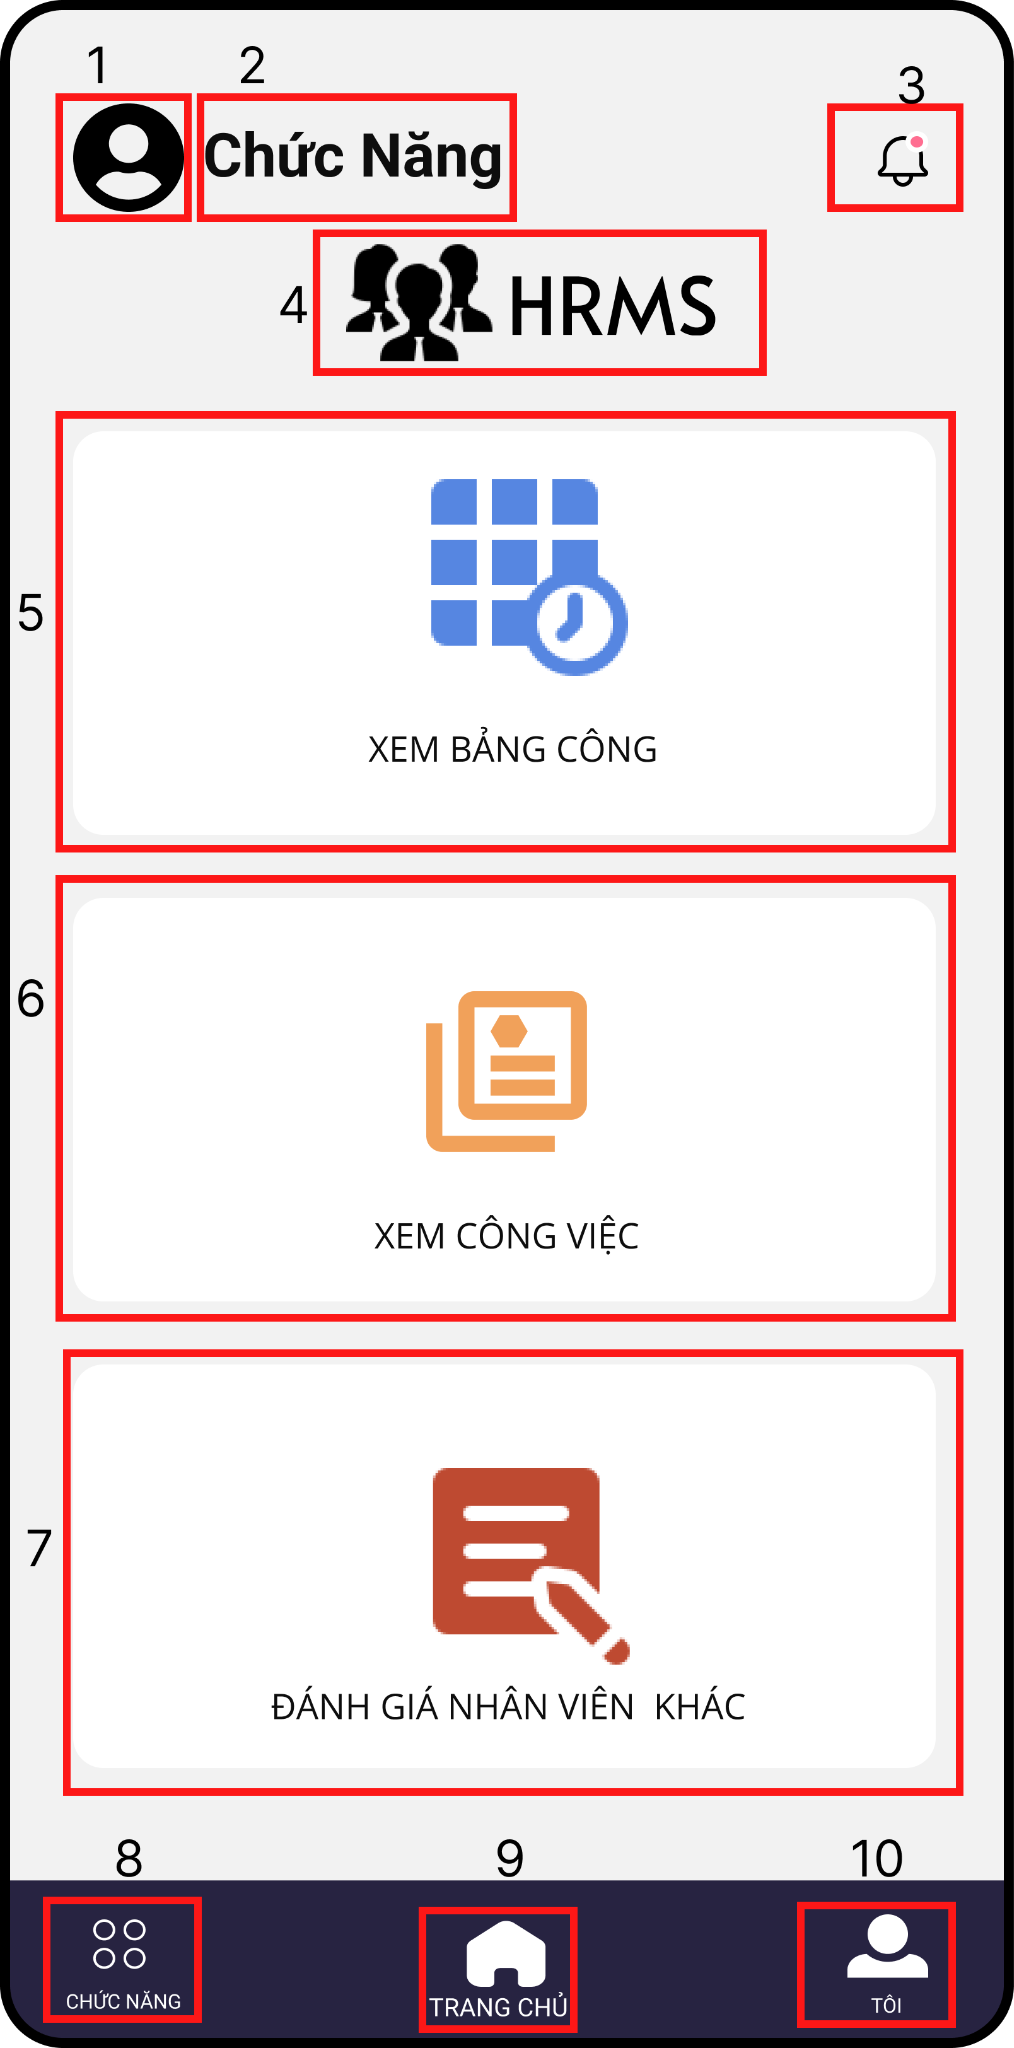 1
2
3
Chức Năng
4
HRMS
5
XEM BẢNG CÔNG
6
XEM CÔNG VIỆC
7
ĐÁNH GIÁ NHÂN VIÊN  KHÁC
8
9
10
CHỨC NĂNG
TRANG CHỦ
TÔI